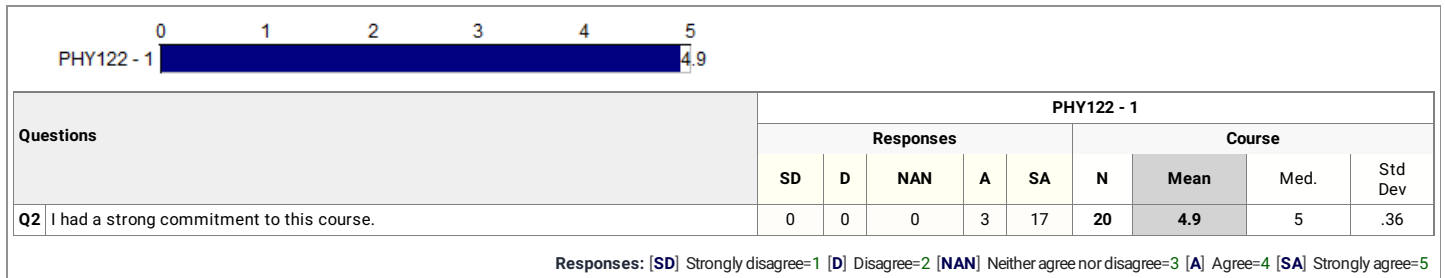 0 1 2 3 4 5
PHY122 - 1 4.9
Questions PHY122 - 1
Responses Course
SD D NAN A SA N Mean Med. Std Dev
Q2 I had a strong commitment to this course. 0 0 0 3 17 20 4.9 5 .36
Responses: [SD] Strongly disagree=1 [D] Disagree=2 [NAN] Neither agree nor disagree=3 [A] Agree=4 [SA] Strongly agree=5